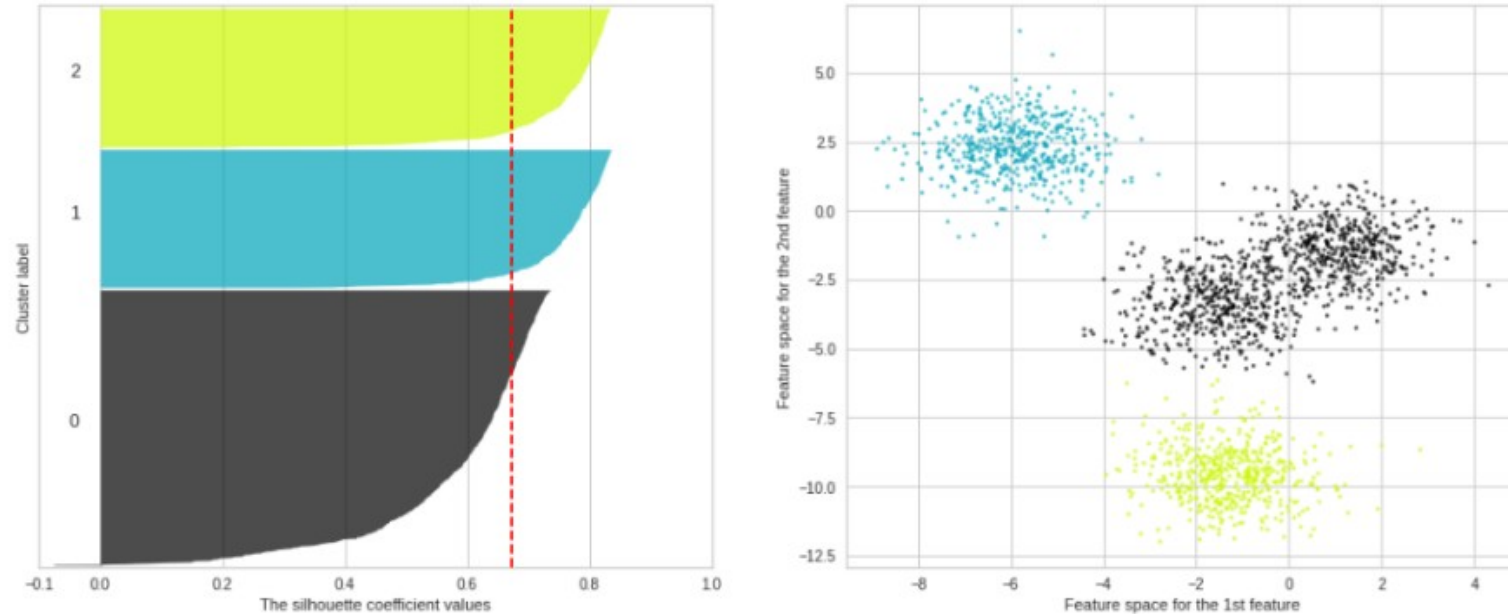 2
1
0
Cluster label
−0.1 0.0 0.2 0.4 0.6 0.8 1.0
The silhouette coefficient values
5.0
2.5
0.0
−2.5
−5.0
−7.5
−10.0
−12.5
Feature space for the 2nd feature
−8 −6 −4 −2 0 2 4
Feature space for the 1st feature